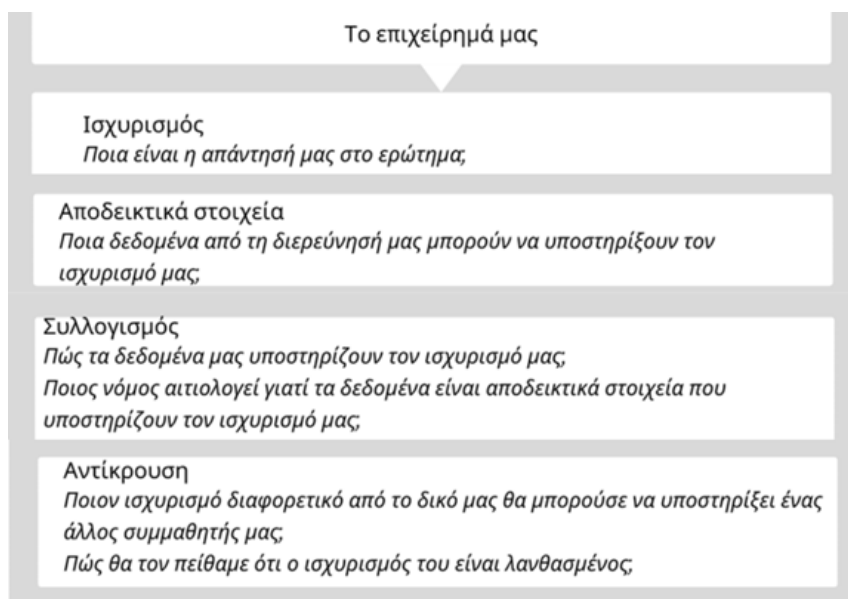 Το επιχείρημά μας
Ισχυρισμός
Ποια είναι η απάντησή μας στο ερώτημα;
Αποδεικτικά στοιχεία
Ποια δεδομένα από τη διερεύνησή μας μπορούν να υποστηρίξουν τον
ισχυρισμό μας;
Συλλογισμός
Πώς τα δεδομένα μας υποστηρίζουν τον ισχυρισμό μας;
Ποιος νόμος αιτιολογεί γιατί τα δεδομένα είναι αποδεικτικά στοιχεία που
υποστηρίζουν τον ισχυρισμό μας;
Αντίκρουση
Ποιον ισχυρισμό διαφορετικό από το δικό μας θα μπορούσε να υποστηρίξει ένας
άλλος συμμαθητής μας;
Πώς θα τον πείθαμε ότι ο ισχυρισμός του είναι λανθασμένος;